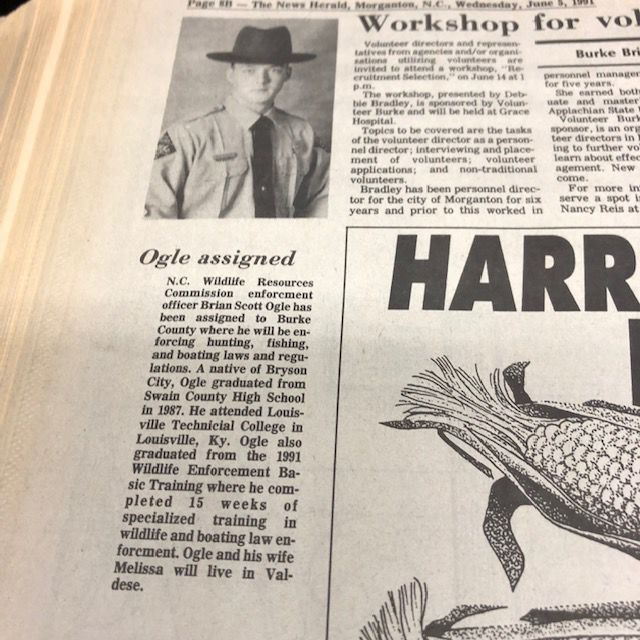 Page 8B — The News Herald, Morganton, N.C., Wednesday, June 5, 1991
Workshop for
Volunteer directors and represen-
tatives from agencies and/or organi-
zations utilizing volunteers are
invited to attend a workshop, "Re-
cruitment Selection," on June 14 at 1
p.m.
The workshop, presented by Deb-
bie Bradley, is sponsored by Volun-
teer Burke and will be held at Grace
Hospital.
Topics to be covered are the tasks
of the volunteer director as a person-
nel director; interviewing and place-
ment of volunteers; volunteer
applications; and non-traditional
volunteers.
Bradley has been personnel direc-
tor for the city of Morganton for six
years and prior to this worked in
Burke
personnel
for five years.
She earned both
uate and master
Appalachian State
Volunteer
sponsor, is an
teer directors in
ing to further
learn about
agement. New
come.
For more
serve a spot
Nancy Reis at
Ogle assigned
N.C. Wildlife Resources
Commission enforcement
officer Brian Scott Ogle has
been assigned to Burke
County where he will be en-
forcing hunting, fishing,
and boating laws and regu-
lations. A native of Bryson
City, Ogle graduated from
Swain County High School
in 1987. He attended Louis-
ville Technicial College in
Louisville, Ky. Ogle also
graduated from the 1991
Wildlife Enforcement Ba-
sic Training where he com-
pleted 15 weeks of
specialized training in
wildlife and boating law en-
forcment. Ogle and his wife
Melissa will live in Val-
dese.
HARR